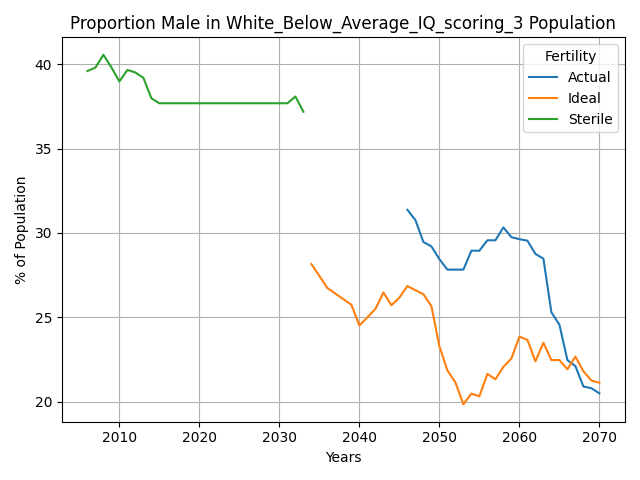 Proportion Male in White_Below_Average_IQ_scoring_3 Population
% of Population
40
35
30
25
20
Fertility
Actual
Ideal
Sterile
2010
2020
2030
2040
2050
2060
2070
Years